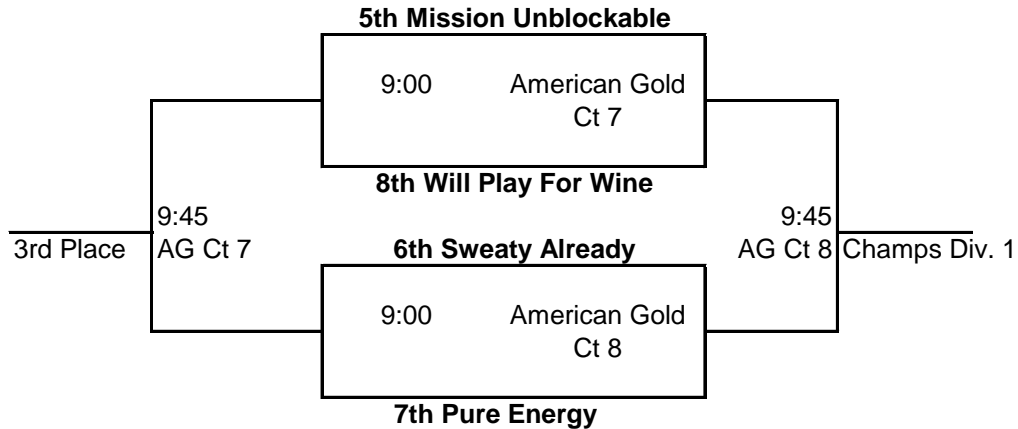 5th Mission Unblockable
9:00 American Gold
Ct 7
8th Will Play For Wine
9:45 9:45
3rd Place AG Ct 7 6th Sweaty Already AG Ct 8 Champs Div. 1
9:00 American Gold
Ct 8
7th Pure Energy